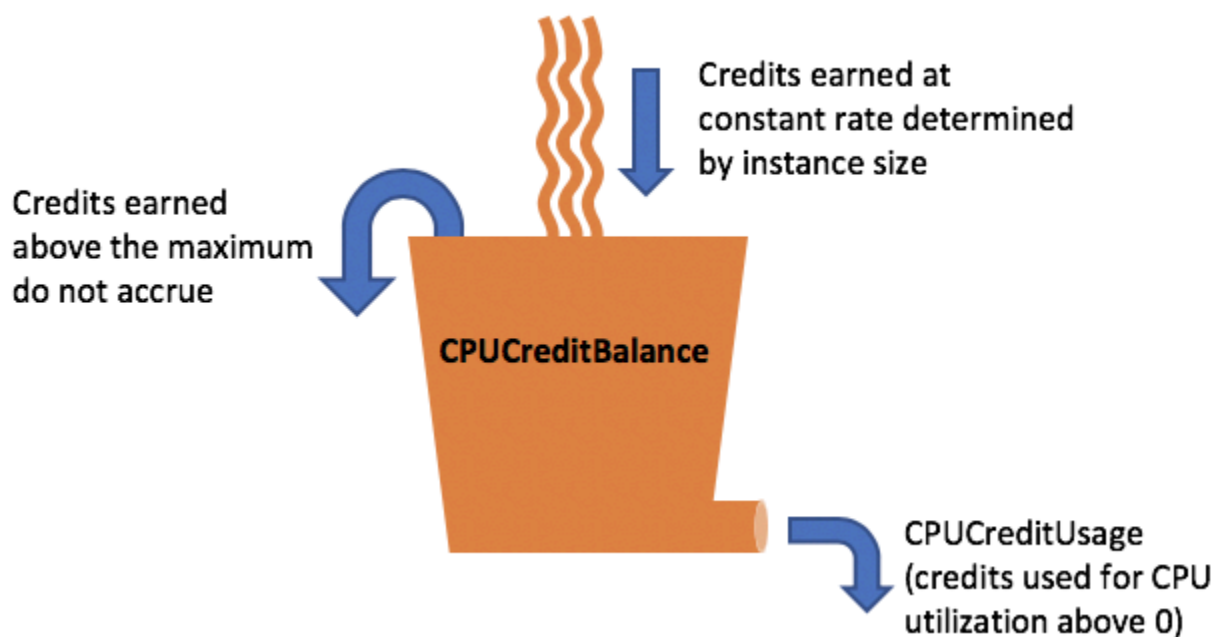 Credits earned at
constant rate determined
by instance size
Credits earned
above the maximum
do not accrue
CPUCreditBalance
CPUCreditUsage
(credits used for CPU
utilization above 0)